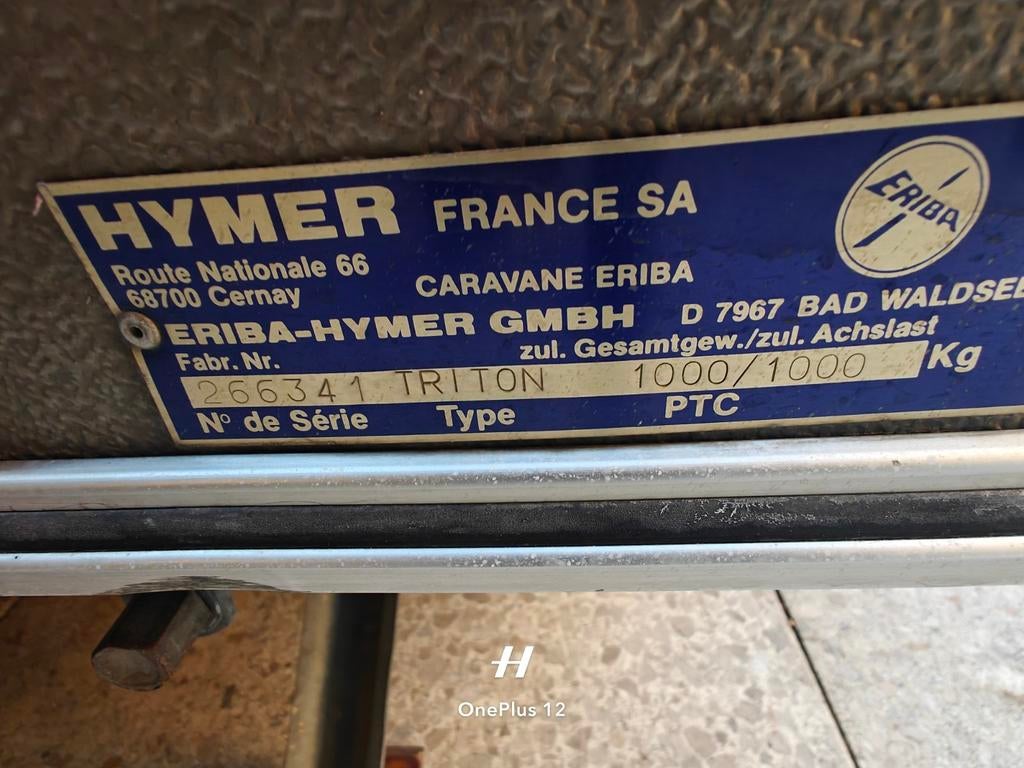 HYMER FRANCE SA
ERIBA
Route Nationale 66
68700 Cernay
CARAVANE ERIBA
ERIBA-HYMER GMBH D 7967 BAD WALDSEE
Fabr. Nr. zul. Gesamtgew./zul. Achslast
266341 TRITON 1000/1000 Kg
Nº de Série Type PTC
H
OnePlus 12